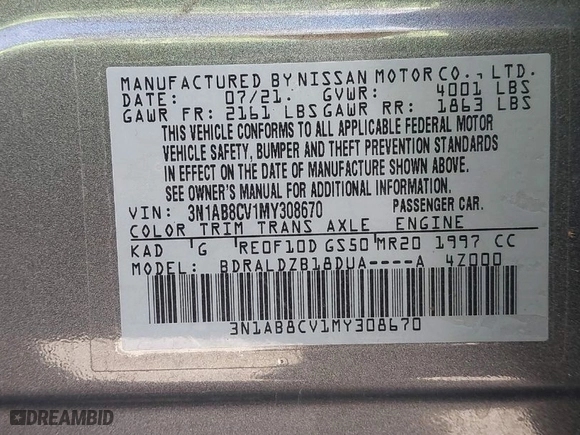 MANUFACTURED BY NISSAN MOTOR CO., LTD.
DATE: 07/21. GVWR: 4001 LBS
GAWR FR: 2161 LBS GAWR RR: 1863 LBS
THIS VEHICLE CONFORMS TO ALL APPLICABLE FEDERAL MOTOR
VEHICLE SAFETY, BUMPER AND THEFT PREVENTION STANDARDS
IN EFFECT ON THE DATE OF MANUFACTURE SHOWN ABOVE.
SEE OWNER'S MANUAL FOR ADDITIONAL INFORMATION.
VIN: 3N1AB8CV1MY308670 PASSENGER CAR.
COLOR TRIM TRANS AXLE ENGINE
KAD G RE0F10D GS50 MR20 1997 CC
MODEL: BDRALDZB18DUA----A 4Z000
3N1AB8CV1MY308670
DREAMBID